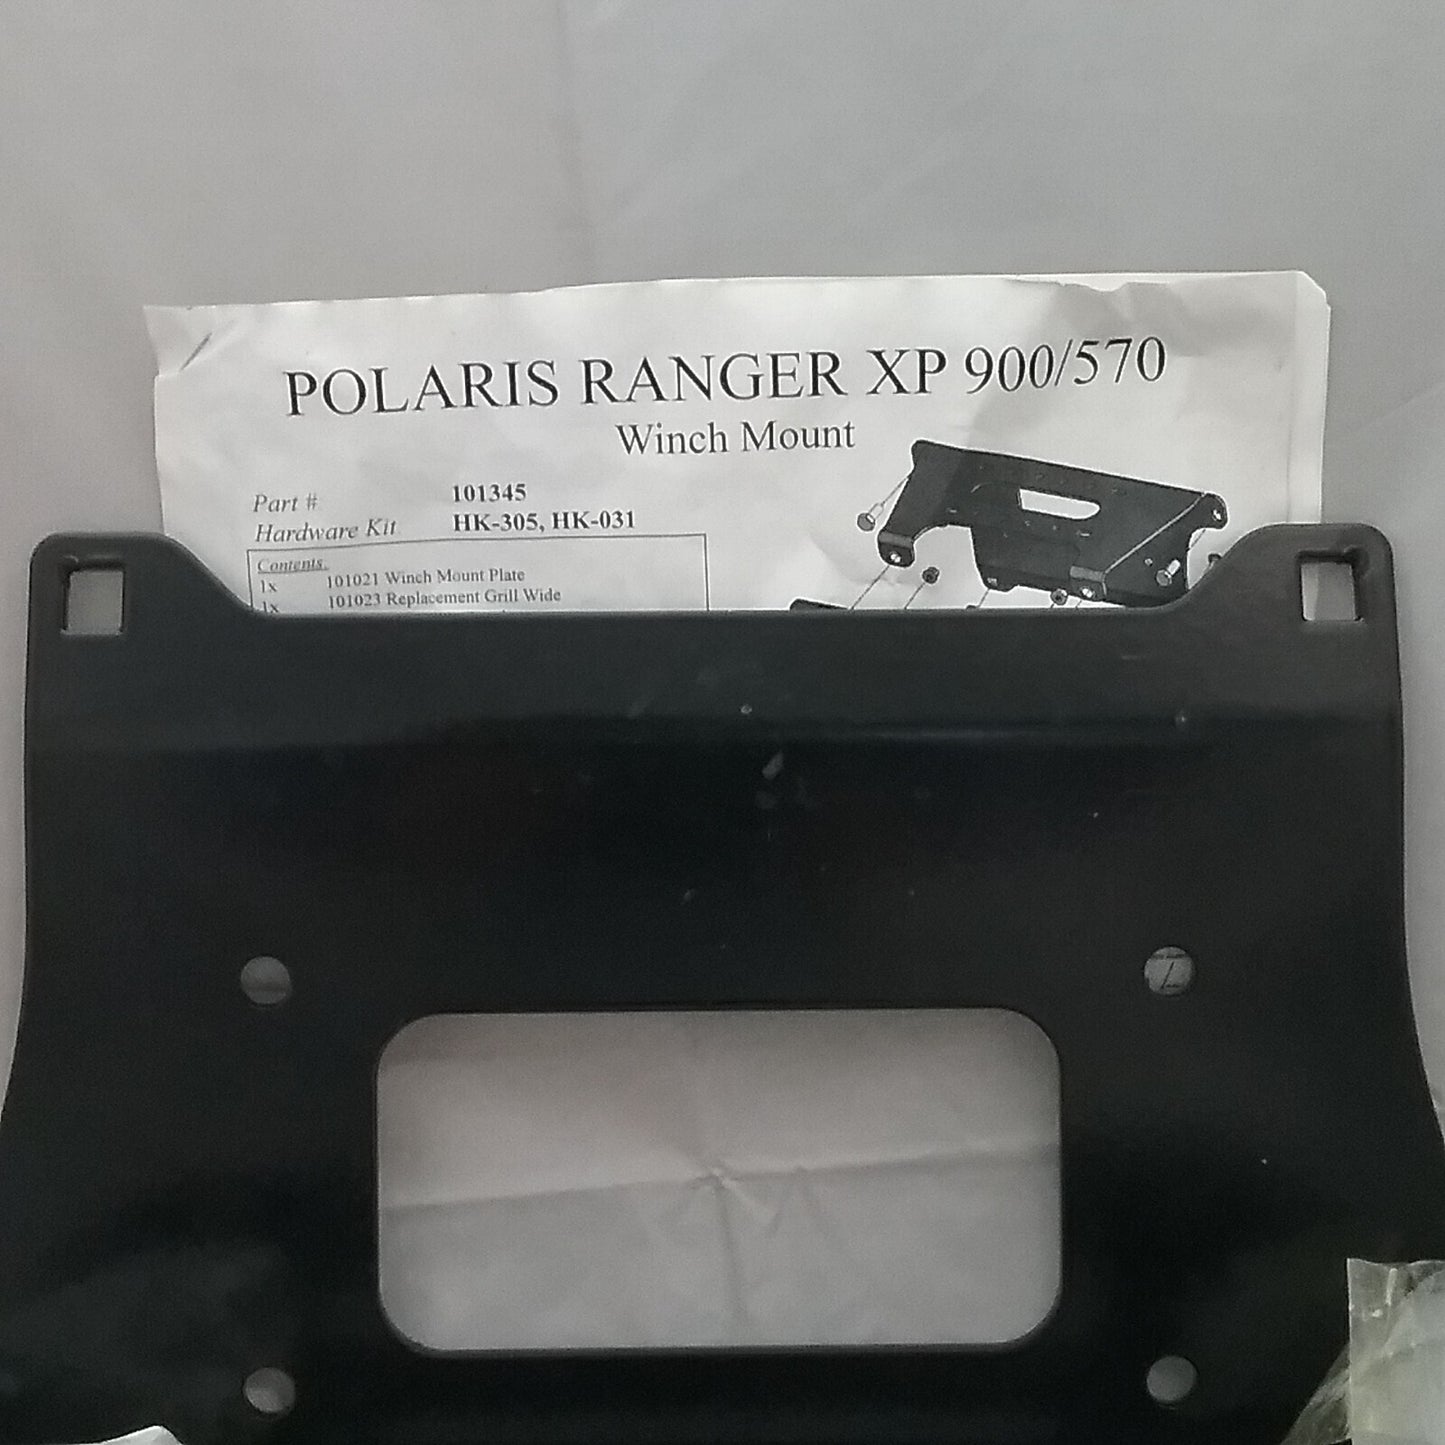 POLARIS RANGER XP 900/570
Winch Mount
Part # 101345
Hardware Kit HK-305, HK-031
Contents.
1x 101021 Winch Mount Plate
1x 101023 Replacement Grill Wide